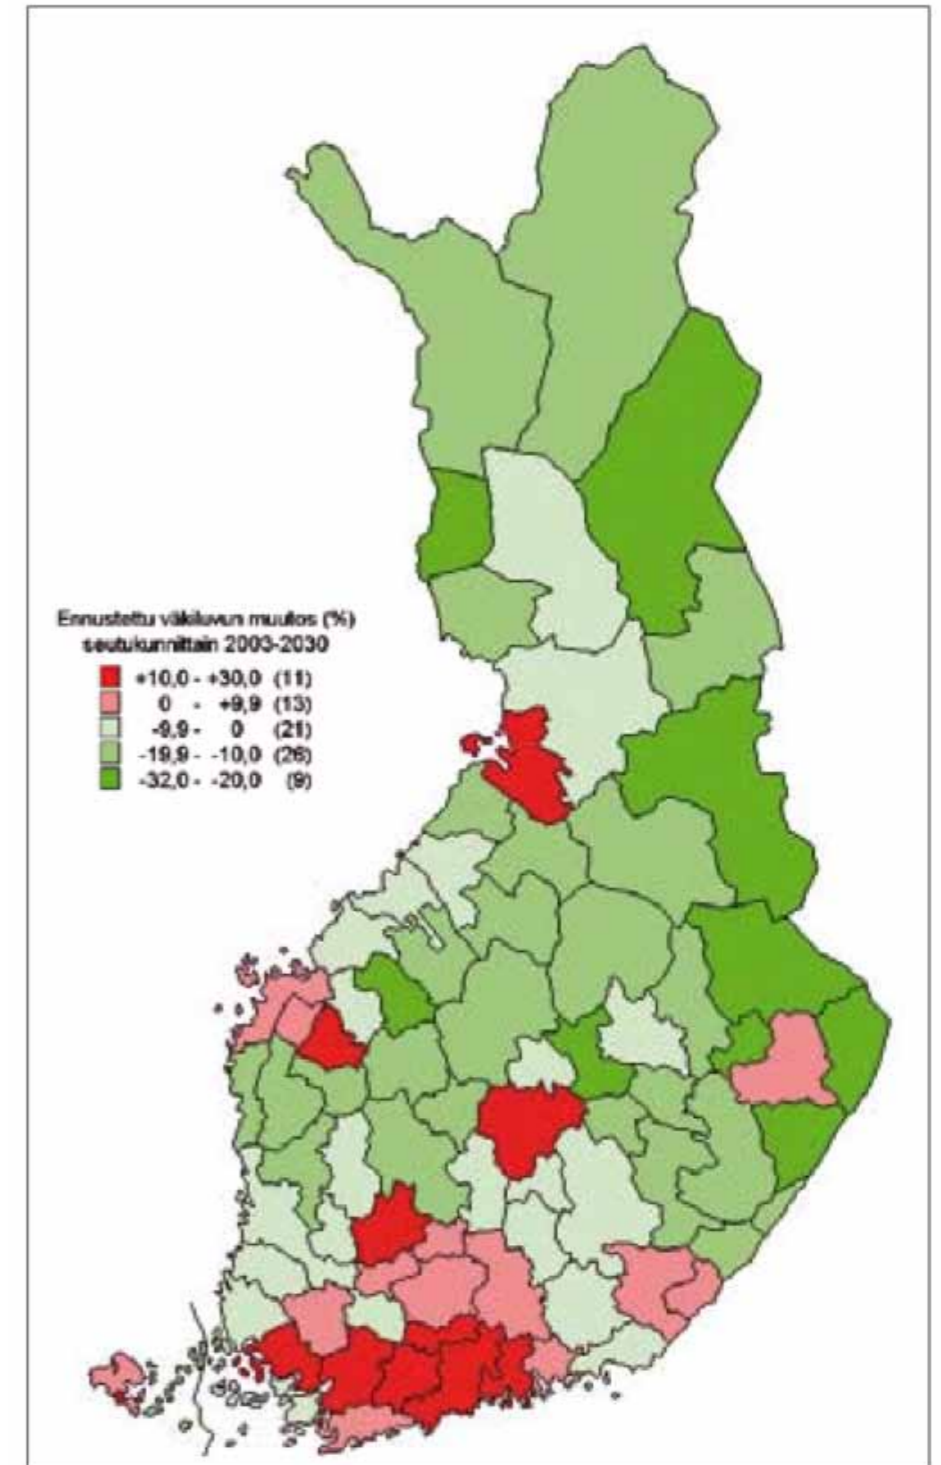 Ennustettu väkiluvun muutos (%)
seutukunnittain 2003-2030
+10,0 - +30,0 (11)
0 - +9,9 (13)
-9,9 - 0 (21)
-19,9 - -10,0 (26)
-32,0 - -20,0 (9)